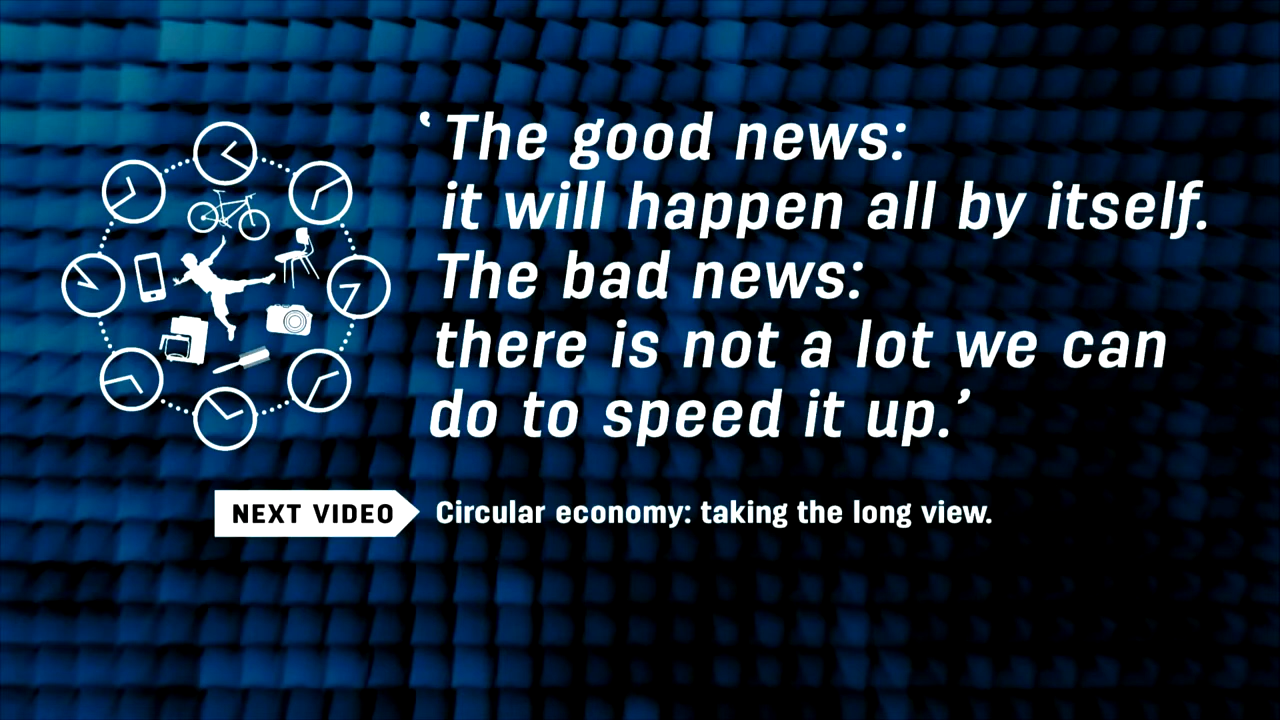 ‘The good news:
it will happen all by itself.
The bad news:
there is not a lot we can
do to speed it up.’
NEXT VIDEO
Circular economy: taking the long view.